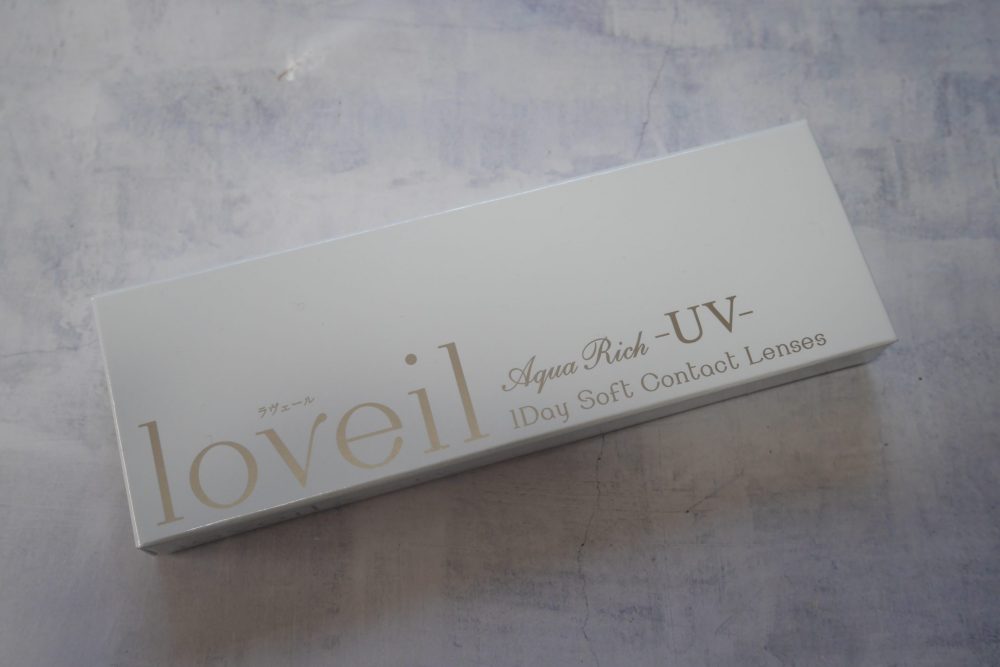 ラヴェール
loveil
Aqua Rich -UV-
1Day Soft Contact Lenses